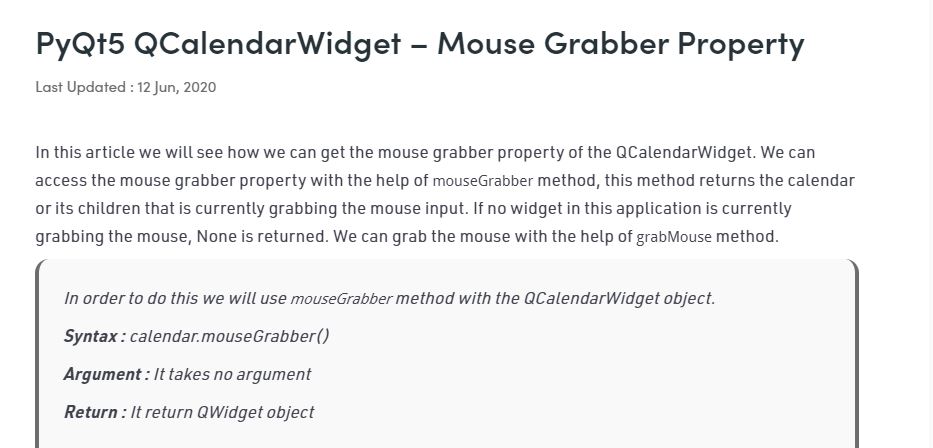 PyQt5 QCalendarWidget – Mouse Grabber Property
Last Updated : 12 Jun, 2020
In this article we will see how we can get the mouse grabber property of the QCalendarWidget. We can
access the mouse grabber property with the help of mouseGrabber method, this method returns the calendar
or its children that is currently grabbing the mouse input. If no widget in this application is currently
grabbing the mouse, None is returned. We can grab the mouse with the help of grabMouse method.
In order to do this we will use mouseGrabber method with the QCalendarWidget object.
Syntax : calendar.mouseGrabber()
Argument : It takes no argument
Return : It return QWidget object